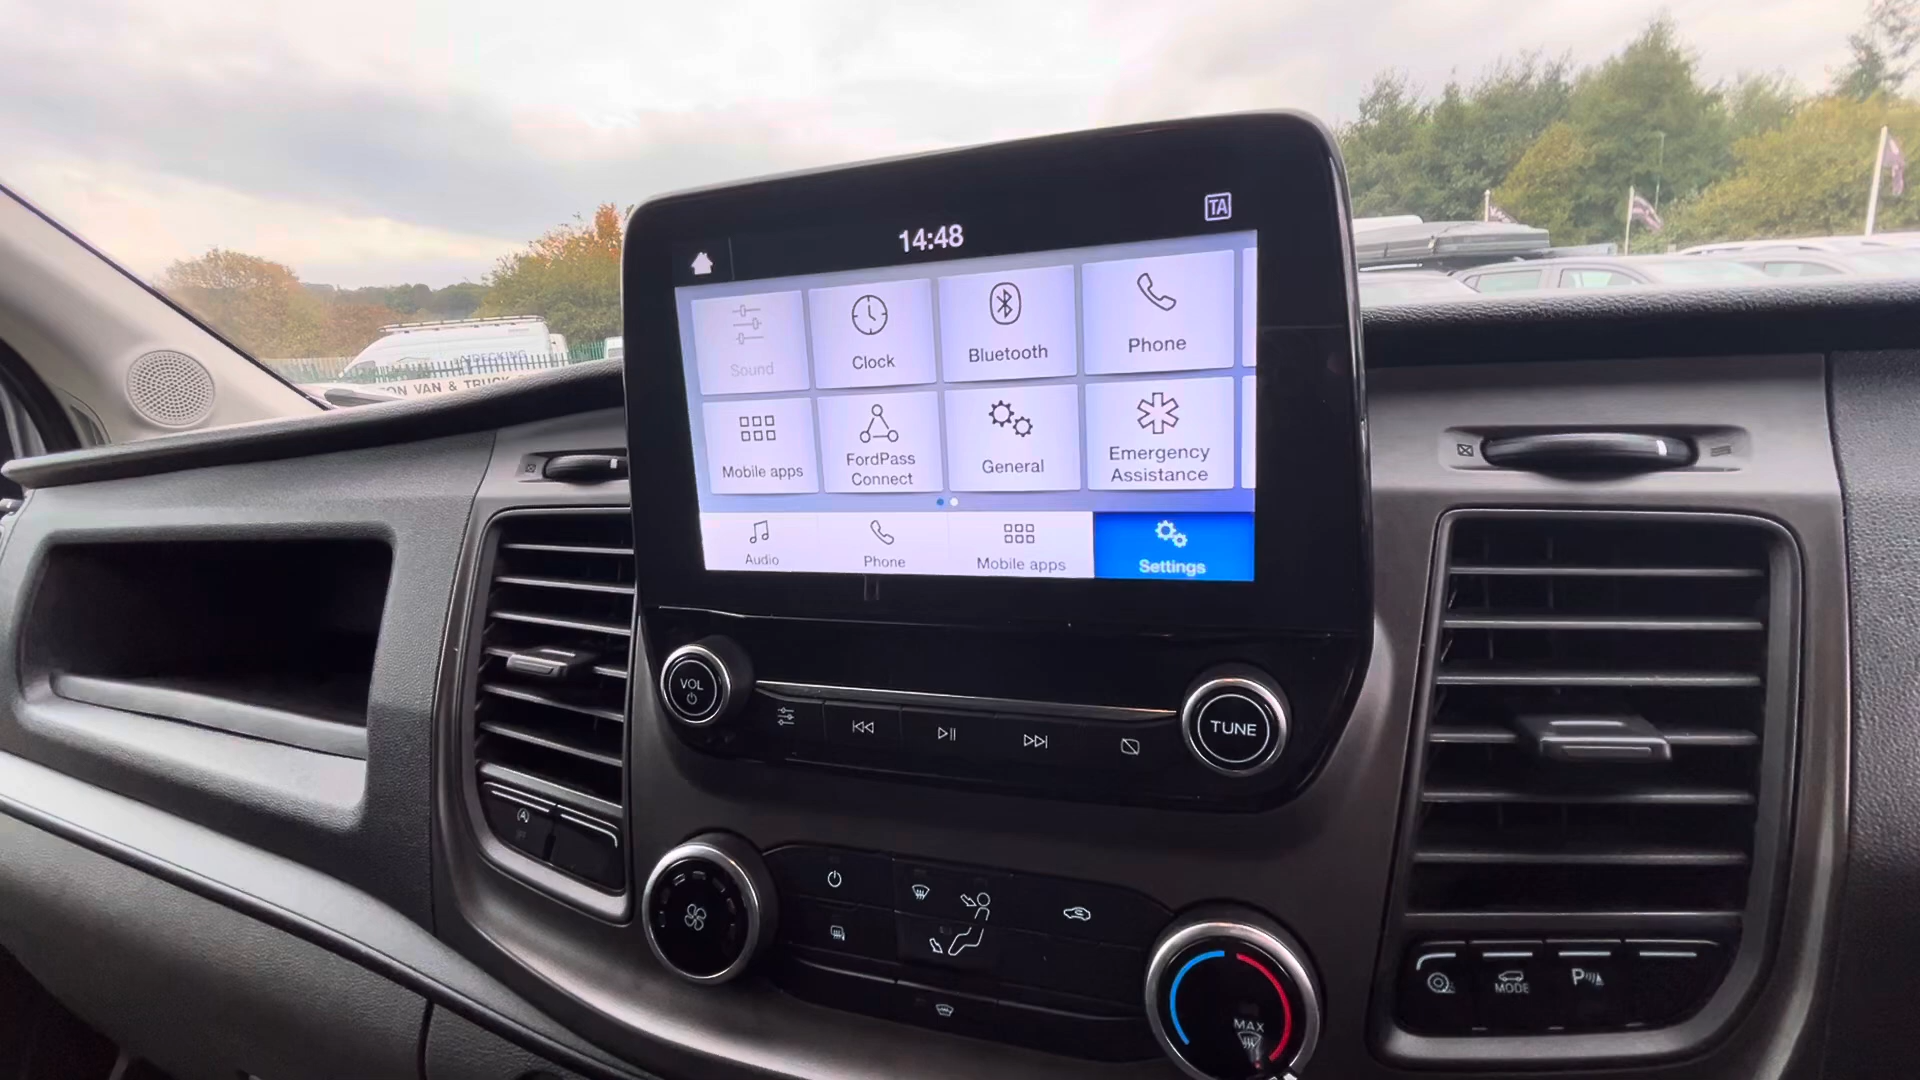 14:48
TA
Sound
Clock
Bluetooth
Phone
Mobile apps
FordPass
Connect
General
Emergency
Assistance
Audio
Phone
Mobile apps
Settings
VAN & TRUCK
VOL
TUNE
MAX
MODE
P